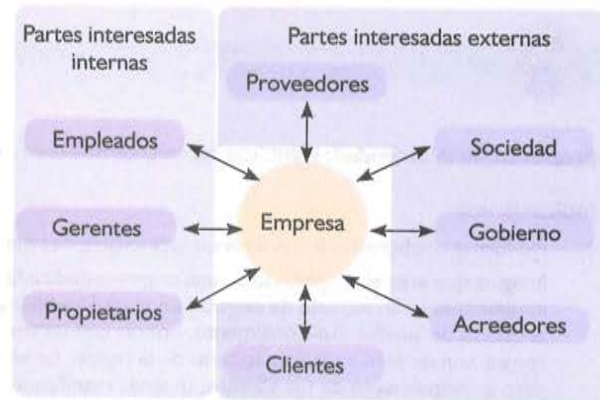 Partes interesadas
internas
Partes interesadas externas
Proveedores
Empleados
Sociedad
Gerentes
Empresa
Gobierno
Propietarios
Acreedores
Clientes